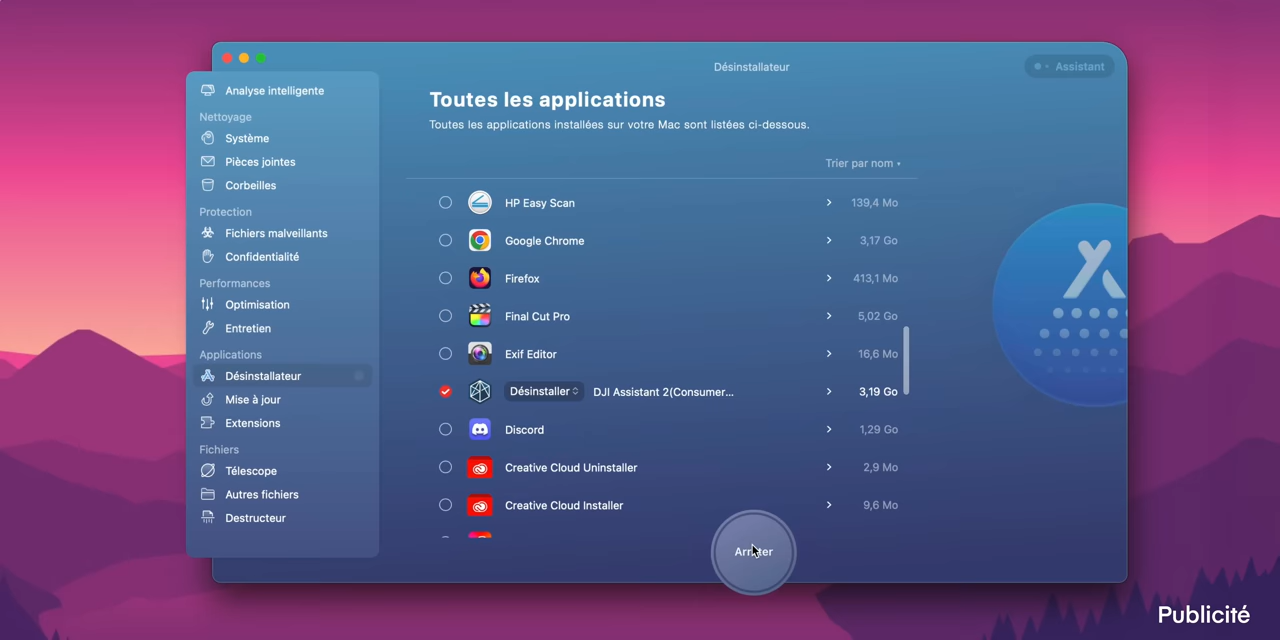 Désinstallateur
Assistant
Analyse intelligente
Nettoyage
Système
Pièces jointes
Corbeilles
Protection
Fichiers malveillants
Confidentialité
Performances
Optimisation
Entretien
Applications
Désinstallateur
Mise à jour
Extensions
Fichiers
Télescope
Autres fichiers
Destructeur
Toutes les applications
Toutes les applications installées sur votre Mac sont listées ci-dessous.
Trier par nom
HP Easy Scan 139,4 Mo
Google Chrome 3,17 Go
Firefox 413,1 Mo
Final Cut Pro 5,02 Go
Exif Editor 16,6 Mo
Désinstaller DJI Assistant 2(Consumer... 3,19 Go
Discord 1,29 Go
Creative Cloud Uninstaller 2,9 Mo
Creative Cloud Installer 9,6 Mo
Arrêter
Publicité